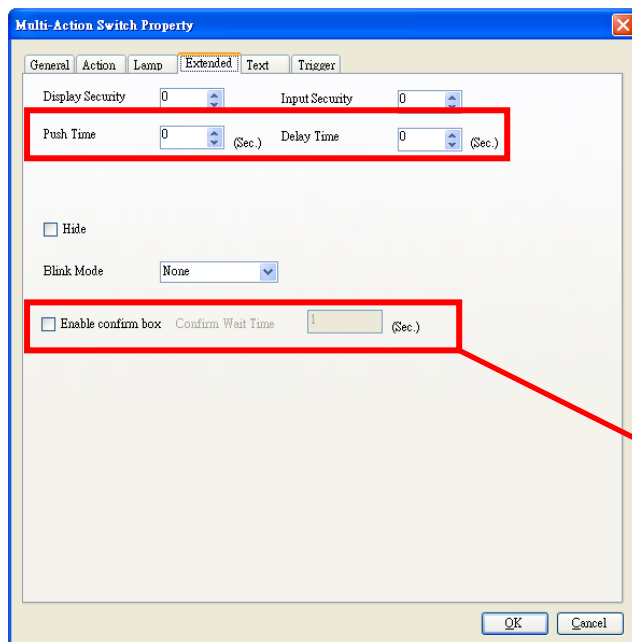 Multi-Action Switch Property
General Action Lamp Extended Text Trigger
Display Security 0 Input Security 0
Push Time 0 (Sec.) Delay Time 0 (Sec.)
Hide
Blink Mode None
Enable confirm box Confirm Wait Time 1 (Sec.)
OK Cancel